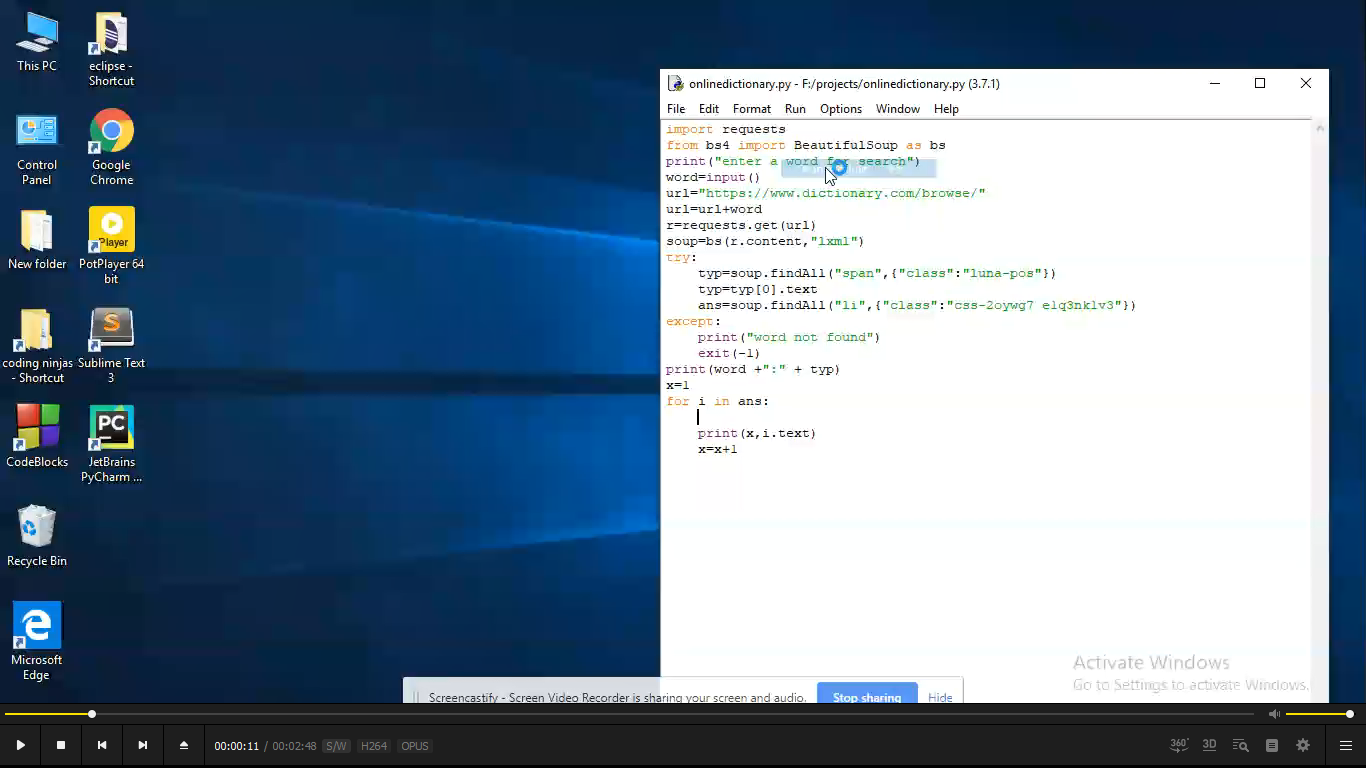 This PC
eclipse -
Shortcut
Control
Panel
Google
Chrome
New folder
Player
PotPlayer 64
bit
coding ninjas
- Shortcut
Sublime Text
3
CodeBlocks
PC
JetBrains
PyCharm ...
Recycle Bin
Microsoft
Edge
onlinedictionary.py - F:/projects/onlinedictionary.py (3.7.1)
File Edit Format Run Options Window Help
import requests
from bs4 import BeautifulSoup as bs
print("enter a word for search")
word=input()
url="https://www.dictionary.com/browse/"
url=url+word
r=requests.get(url)
soup=bs(r.content,"lxml")
try:
    typ=soup.findAll("span",{"class":"luna-pos"})
    typ=typ[0].text
    ans=soup.findAll("li",{"class":"css-2oywg7 e1q3nk1v3"})
except:
    print("word not found")
    exit(-1)
print(word +":" + typ)
x=1
for i in ans:
    print(x,i.text)
    x=x+1
Activate Windows
Go to Settings to activate Windows.
Screencastify - Screen Video Recorder is sharing your screen and audio. Stop sharing Hide
00:00:11 / 00:02:48 S/W H264 OPUS
360° 3D